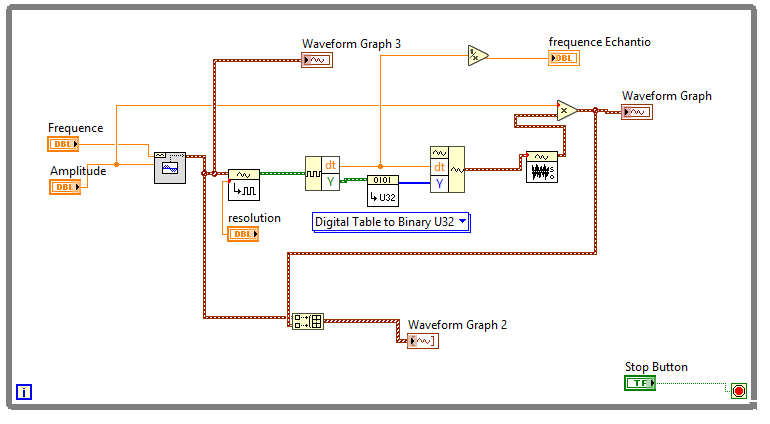 Waveform Graph 3
frequence Echantio
1/x
DBL
Waveform Graph
Frequence
DBL
x
Amplitude
DBL
dt
Y
dt
Y
0101
U32
S
O
resolution
DBL
Digital Table to Binary U32
Waveform Graph 2
Stop Button
TF
i